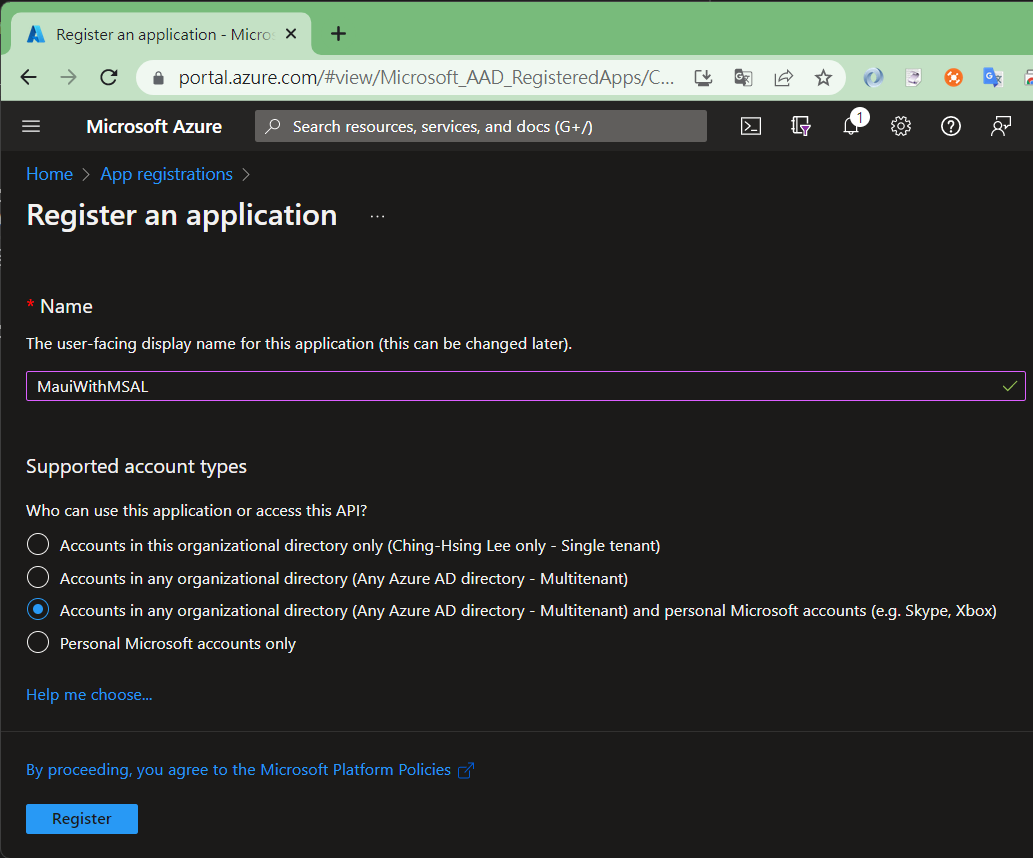 Register an application - Micro
portal.azure.com/#view/Microsoft_AAD_RegisteredApps/C...
Microsoft Azure
Search resources, services, and docs (G+/)
1
Home > App registrations >
Register an application ...
* Name
The user-facing display name for this application (this can be changed later).
MauiWithMSAL
Supported account types
Who can use this application or access this API?
Accounts in this organizational directory only (Ching-Hsing Lee only - Single tenant)
Accounts in any organizational directory (Any Azure AD directory - Multitenant)
Accounts in any organizational directory (Any Azure AD directory - Multitenant) and personal Microsoft accounts (e.g. Skype, Xbox)
Personal Microsoft accounts only
Help me choose...
By proceeding, you agree to the Microsoft Platform Policies
Register